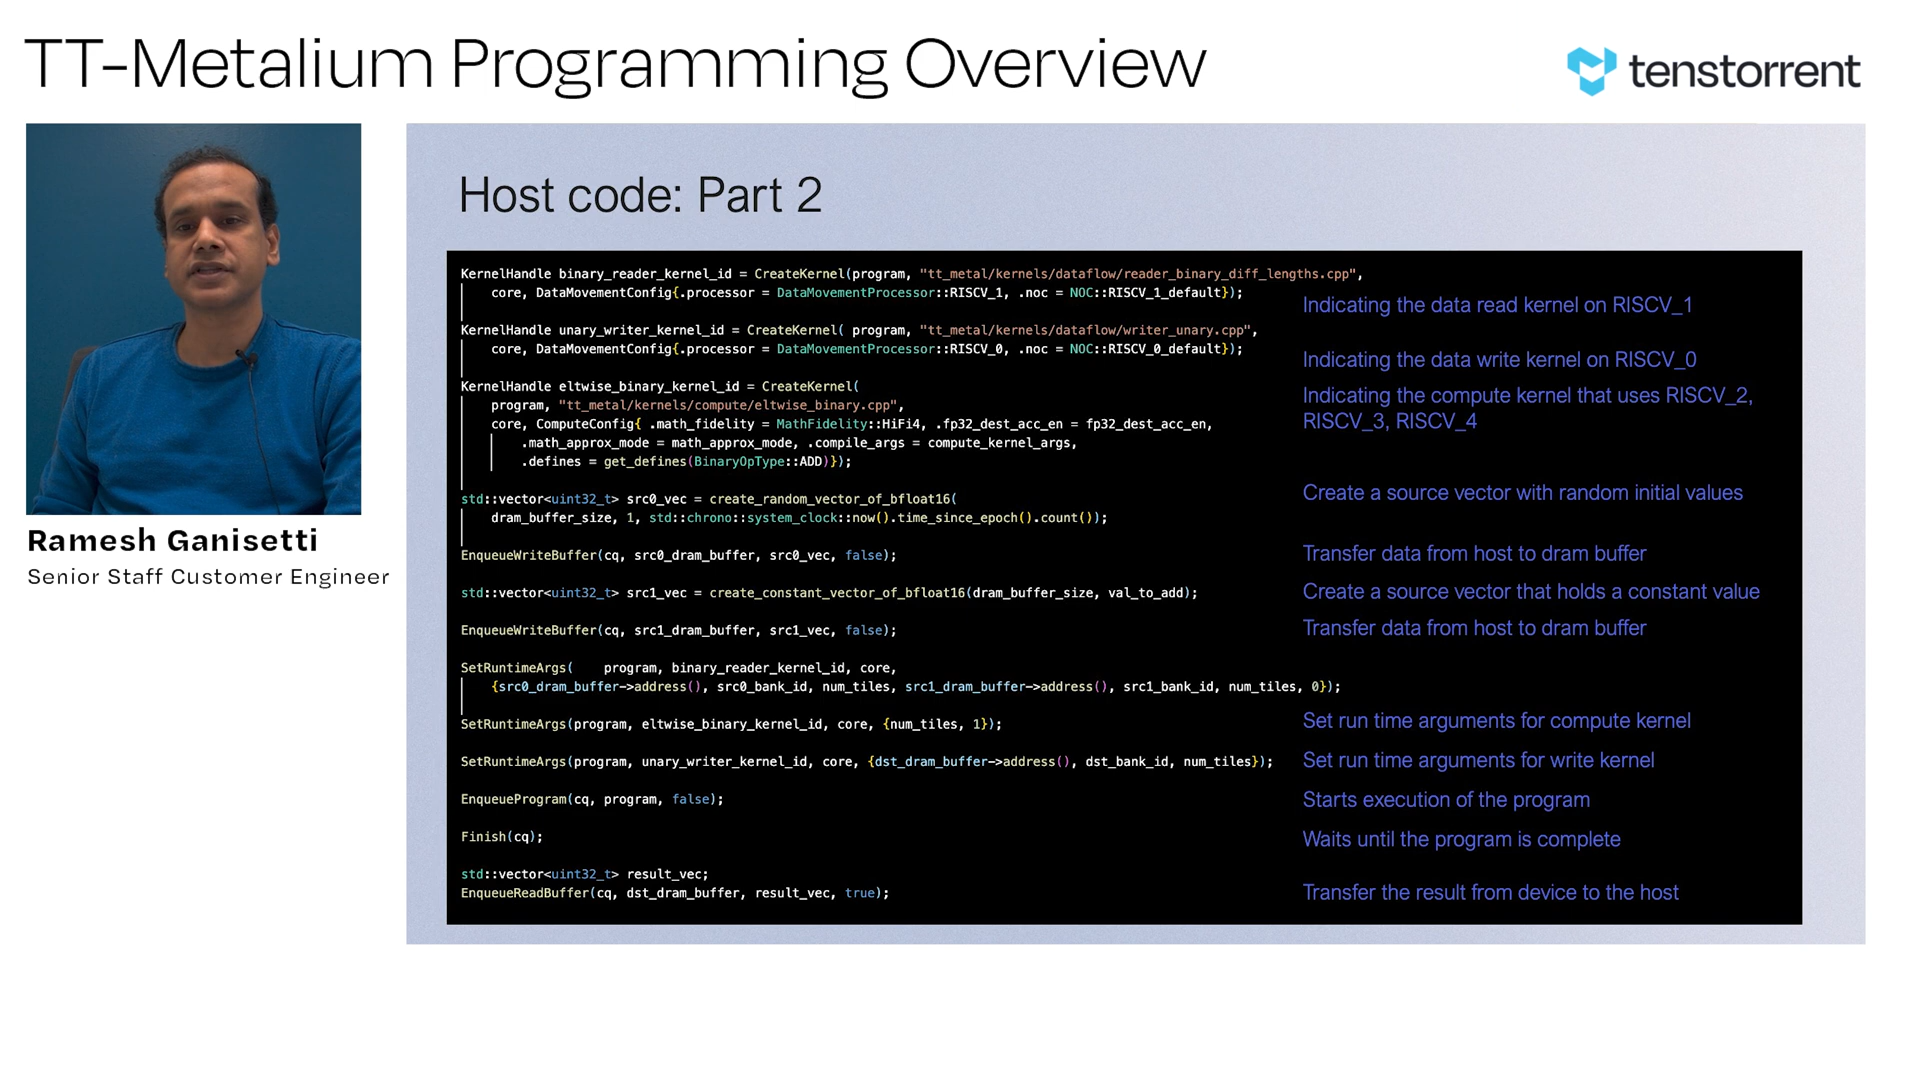 TT-Metalium Programming Overview
tenstorrent
Ramesh Ganisetti
Senior Staff Customer Engineer
Host code: Part 2
KernelHandle binary_reader_kernel_id = CreateKernel(program, "tt_metal/kernels/dataflow/reader_binary_diff_lengths.cpp",
core, DataMovementConfig{.processor = DataMovementProcessor::RISCV_1, .noc = NOC::RISCV_1_default});
Indicating the data read kernel on RISCV_1
KernelHandle unary_writer_kernel_id = CreateKernel( program, "tt_metal/kernels/dataflow/writer_unary.cpp",
core, DataMovementConfig{.processor = DataMovementProcessor::RISCV_0, .noc = NOC::RISCV_0_default});
Indicating the data write kernel on RISCV_0
KernelHandle eltwise_binary_kernel_id = CreateKernel(
program, "tt_metal/kernels/compute/eltwise_binary.cpp",
core, ComputeConfig{ .math_fidelity = MathFidelity::HiFi4, .fp32_dest_acc_en = fp32_dest_acc_en,
.math_approx_mode = math_approx_mode, .compile_args = compute_kernel_args,
.defines = get_defines(BinaryOpType::ADD)});
Indicating the compute kernel that uses RISCV_2,
RISCV_3, RISCV_4
std::vector<uint32_t> src0_vec = create_random_vector_of_bfloat16(
dram_buffer_size, 1, std::chrono::system_clock::now().time_since_epoch().count());
Create a source vector with random initial values
EnqueueWriteBuffer(cq, src0_dram_buffer, src0_vec, false);
Transfer data from host to dram buffer
std::vector<uint32_t> src1_vec = create_constant_vector_of_bfloat16(dram_buffer_size, val_to_add);
Create a source vector that holds a constant value
EnqueueWriteBuffer(cq, src1_dram_buffer, src1_vec, false);
Transfer data from host to dram buffer
SetRuntimeArgs( program, binary_reader_kernel_id, core,
{src0_dram_buffer->address(), src0_bank_id, num_tiles, src1_dram_buffer->address(), src1_bank_id, num_tiles, 0});
SetRuntimeArgs(program, eltwise_binary_kernel_id, core, {num_tiles, 1});
Set run time arguments for compute kernel
SetRuntimeArgs(program, unary_writer_kernel_id, core, {dst_dram_buffer->address(), dst_bank_id, num_tiles});
Set run time arguments for write kernel
EnqueueProgram(cq, program, false);
Starts execution of the program
Finish(cq);
Waits until the program is complete
std::vector<uint32_t> result_vec;
EnqueueReadBuffer(cq, dst_dram_buffer, result_vec, true);
Transfer the result from device to the host